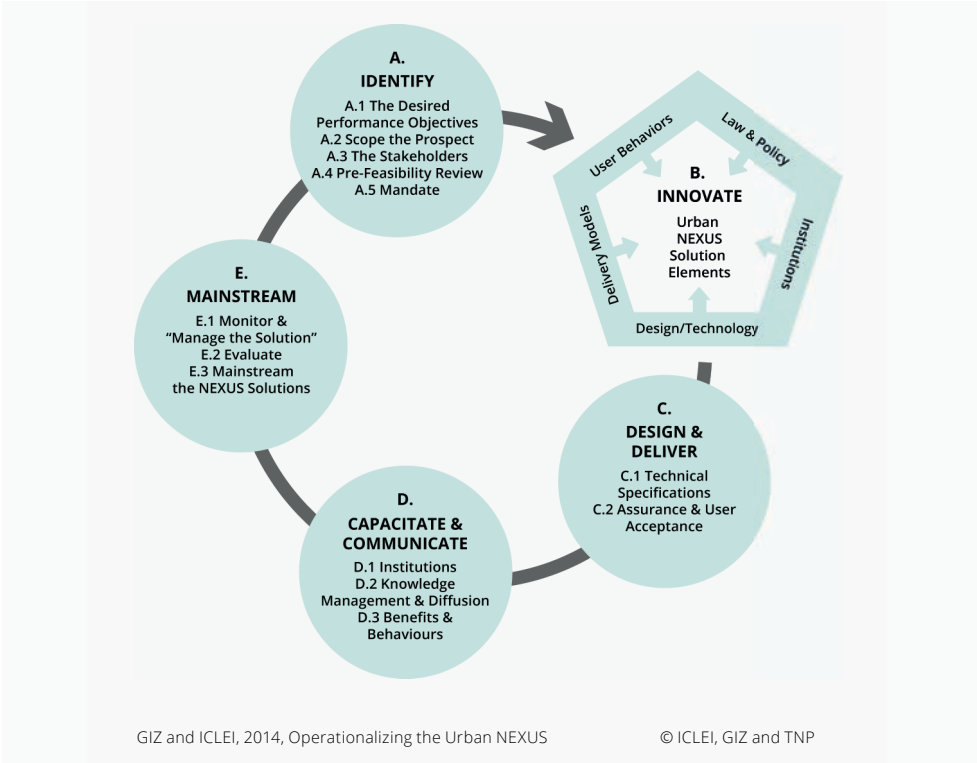 A.
IDENTIFY
A.1 The Desired
Performance Objectives
A.2 Scope the Prospect
A.3 The Stakeholders
A.4 Pre-Feasibility Review
A.5 Mandate
User Behaviors
Law & Policy
Institutions
Design/Technology
Delivery Models
B.
INNOVATE
Urban
NEXUS
Solution
Elements
C.
DESIGN &
DELIVER
C.1 Technical
Specifications
C.2 Assurance & User
Acceptance
D.
CAPACITATE &
COMMUNICATE
D.1 Institutions
D.2 Knowledge
Management & Diffusion
D.3 Benefits &
Behaviours
E.
MAINSTREAM
E.1 Monitor &
“Manage the Solution”
E.2 Evaluate
E.3 Mainstream
the NEXUS Solutions
GIZ and ICLEI, 2014, Operationalizing the Urban NEXUS
© ICLEI, GIZ and TNP